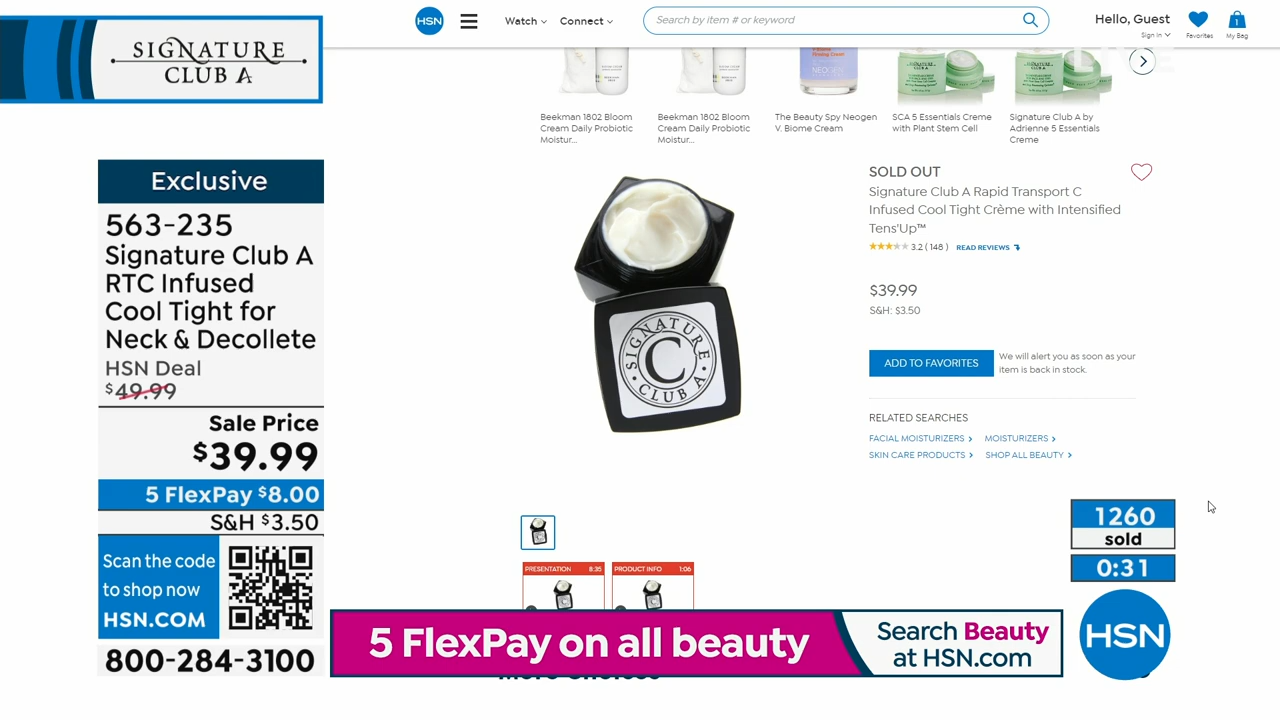 SIGNATURE
CLUB A
HSN
Watch
Connect
Search by item # or keyword
Hello, Guest
Sign in
Favorites
1
My Bag
LIVE
Beekman 1802 Bloom
Cream Daily Probiotic
Moistur...
Beekman 1802 Bloom
Cream Daily Probiotic
Moistur...
The Beauty Spy Neogen
V. Biome Cream
SCA 5 Essentials Creme
with Plant Stem Cell
Signature Club A by
Adrienne 5 Essentials
Creme
Exclusive
563-235
Signature Club A
RTC Infused
Cool Tight for
Neck & Decollete
HSN Deal
$49.99
Sale Price
$39.99
5 FlexPay $8.00
S&H $3.50
Scan the code
to shop now
HSN.COM
800-284-3100
SIGNATURE
C
CLUB A
SOLD OUT
Signature Club A Rapid Transport C
Infused Cool Tight Crème with Intensified
Tens'Up™
3.2 ( 148 ) READ REVIEWS
$39.99
S&H: $3.50
ADD TO FAVORITES
We will alert you as soon as your
item is back in stock.
RELATED SEARCHES
FACIAL MOISTURIZERS
MOISTURIZERS
SKIN CARE PRODUCTS
SHOP ALL BEAUTY
PRESENTATION 8:35
PRODUCT INFO 1:06
1260
sold
0:31
5 FlexPay on all beauty
Search Beauty
at HSN.com
HSN